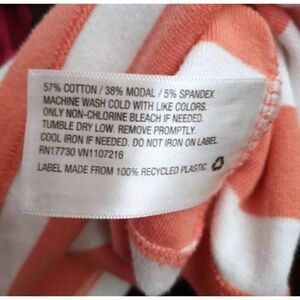 57% COTTON / 38% MODAL / 5% SPANDEX
MACHINE WASH COLD WITH LIKE COLORS.
ONLY NON-CHLORINE BLEACH IF NEEDED.
TUMBLE DRY LOW. REMOVE PROMPTLY.
COOL IRON IF NEEDED. DO NOT IRON ON LABEL
RN17730 VN1107216
LABEL MADE FROM 100% RECYCLED PLASTIC